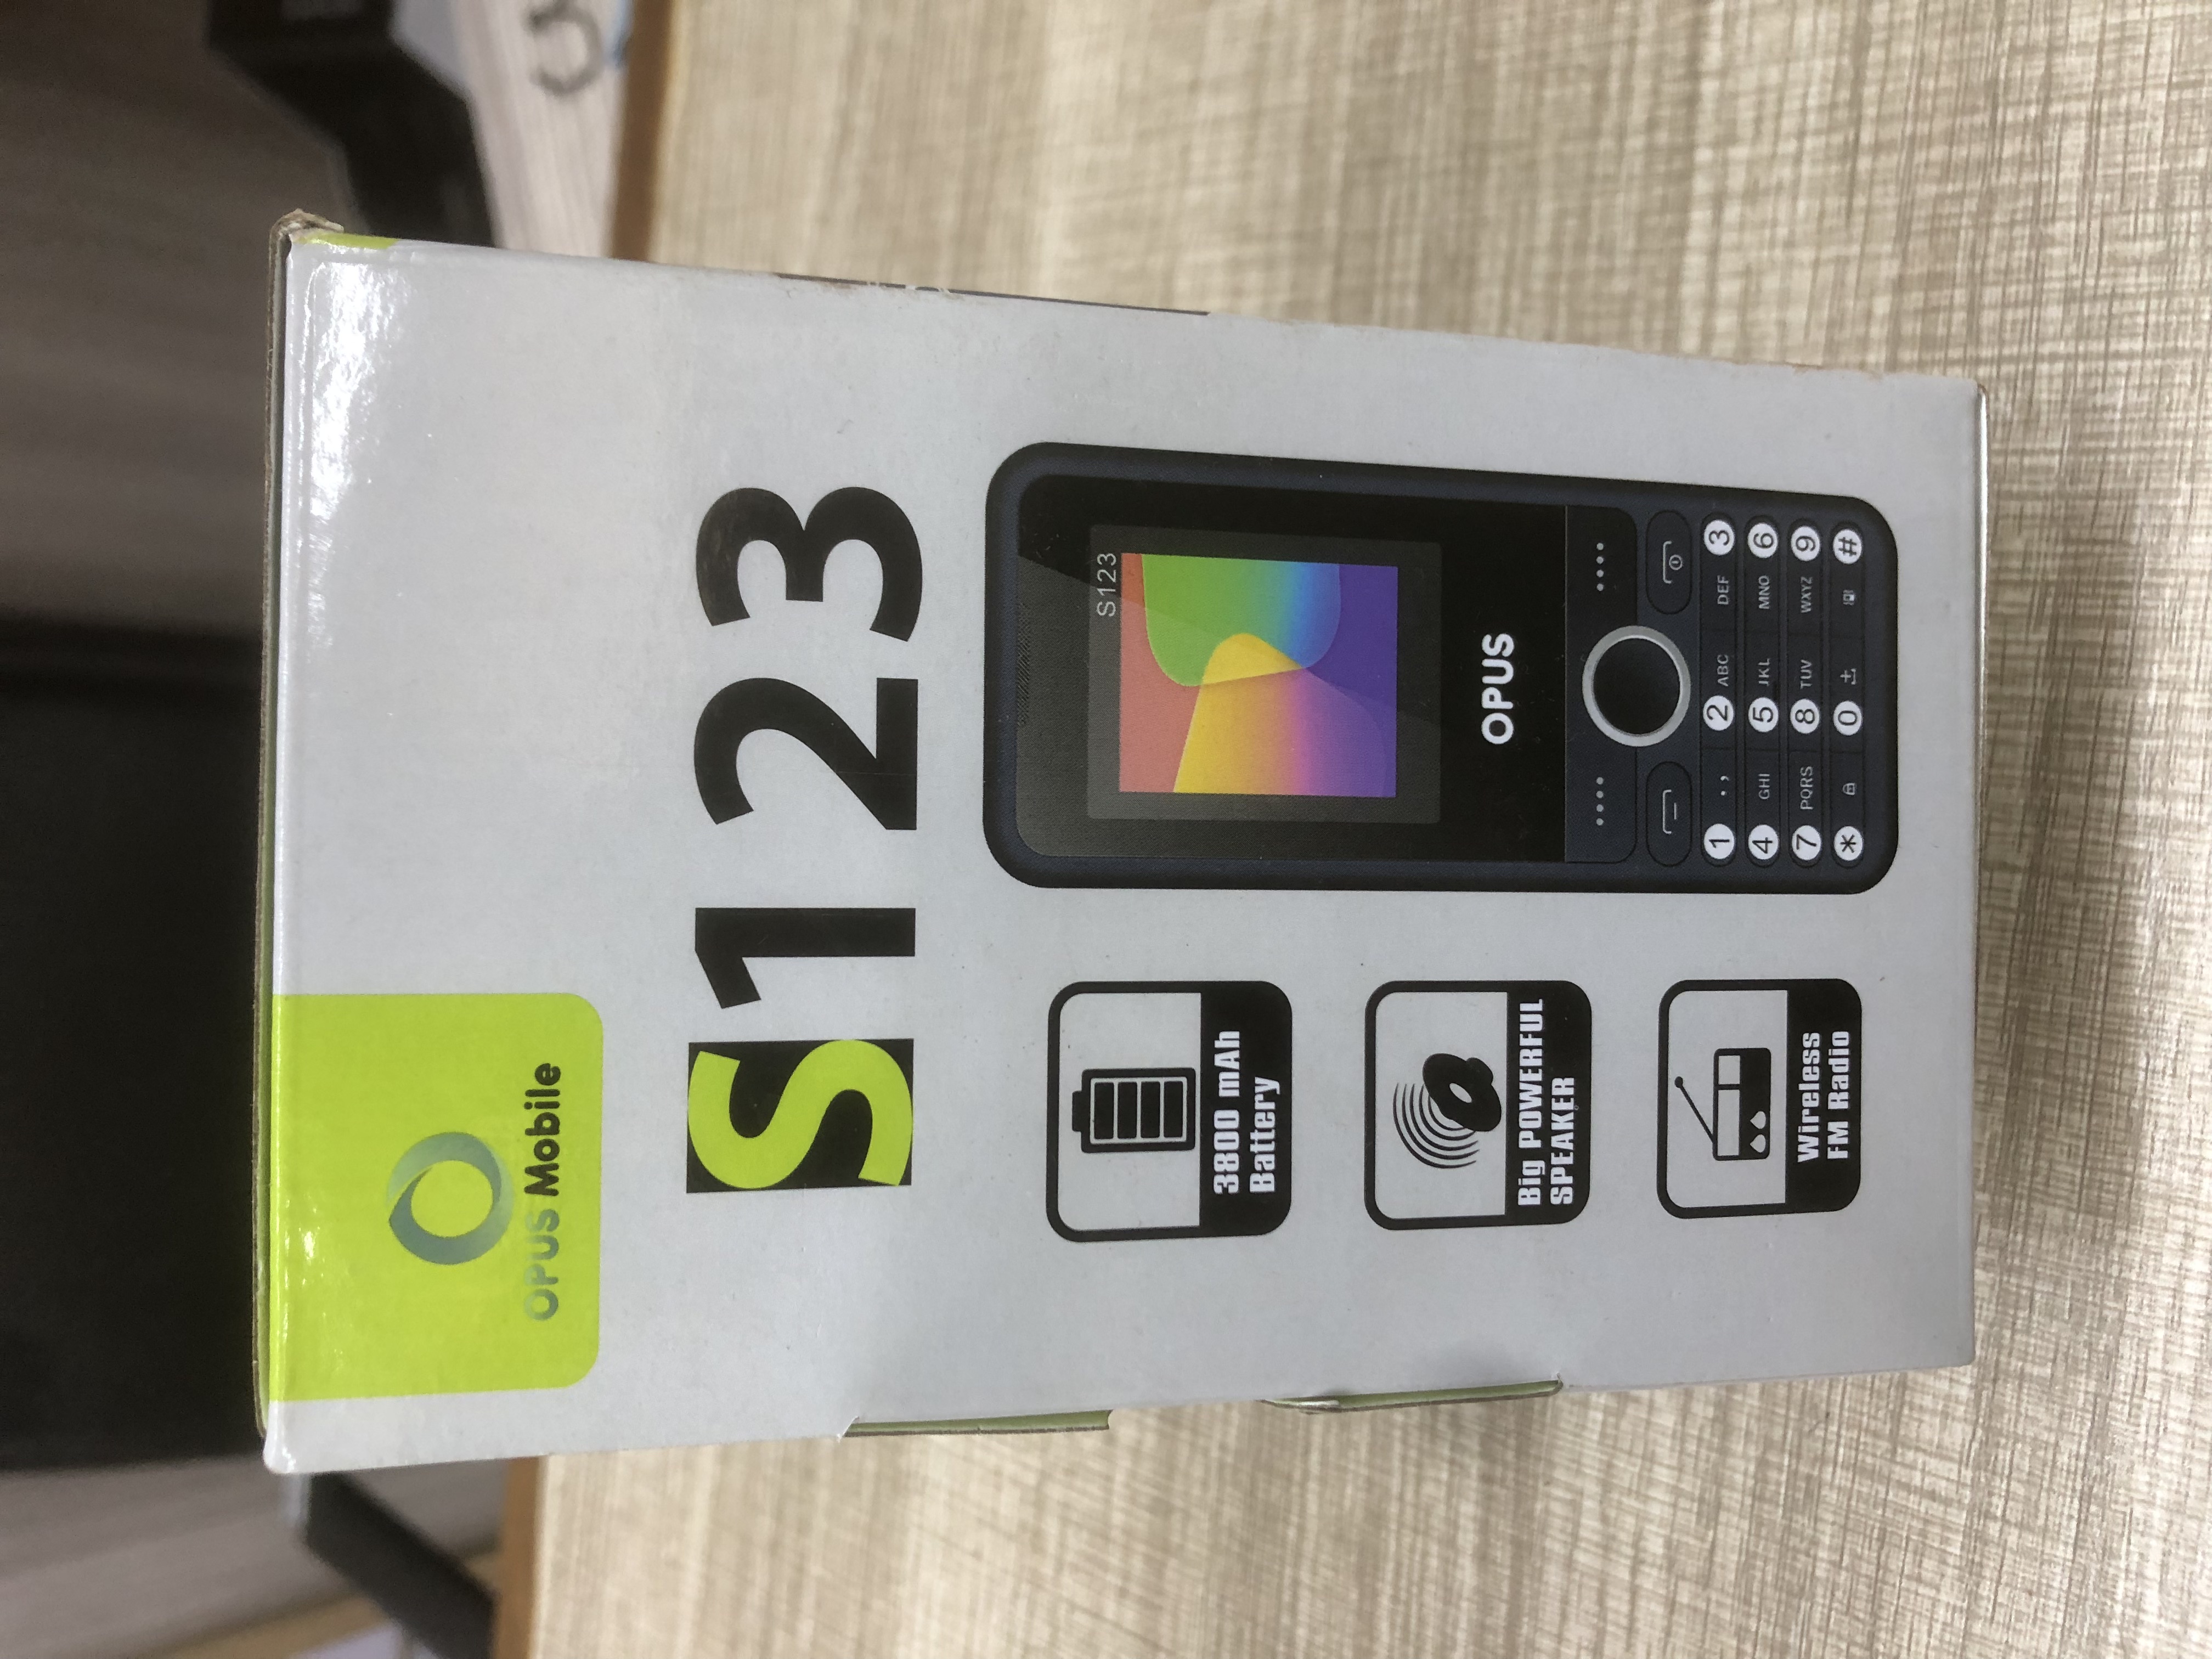 OPUS Mobile
S123
3800 mAh
Battery
Big POWERFUL
SPEAKER
Wireless
FM Radio
S123
OPUS
1 . , 2 ABC DEF 3
4 GHI 5 JKL MNO 6
7 PQRS 8 TUV WXYZ 9
* 0 #